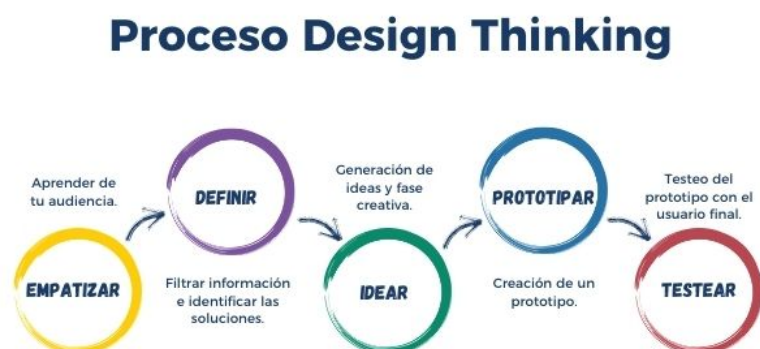 Proceso Design Thinking
Aprender de
tu audiencia.
EMPATIZAR
DEFINIR
Filtrar información
e identificar las
soluciones.
Generación de
ideas y fase
creativa.
IDEAR
PROTOTIPAR
Creación de un
prototipo.
Testeo del
prototipo con el
usuario final.
TESTEAR